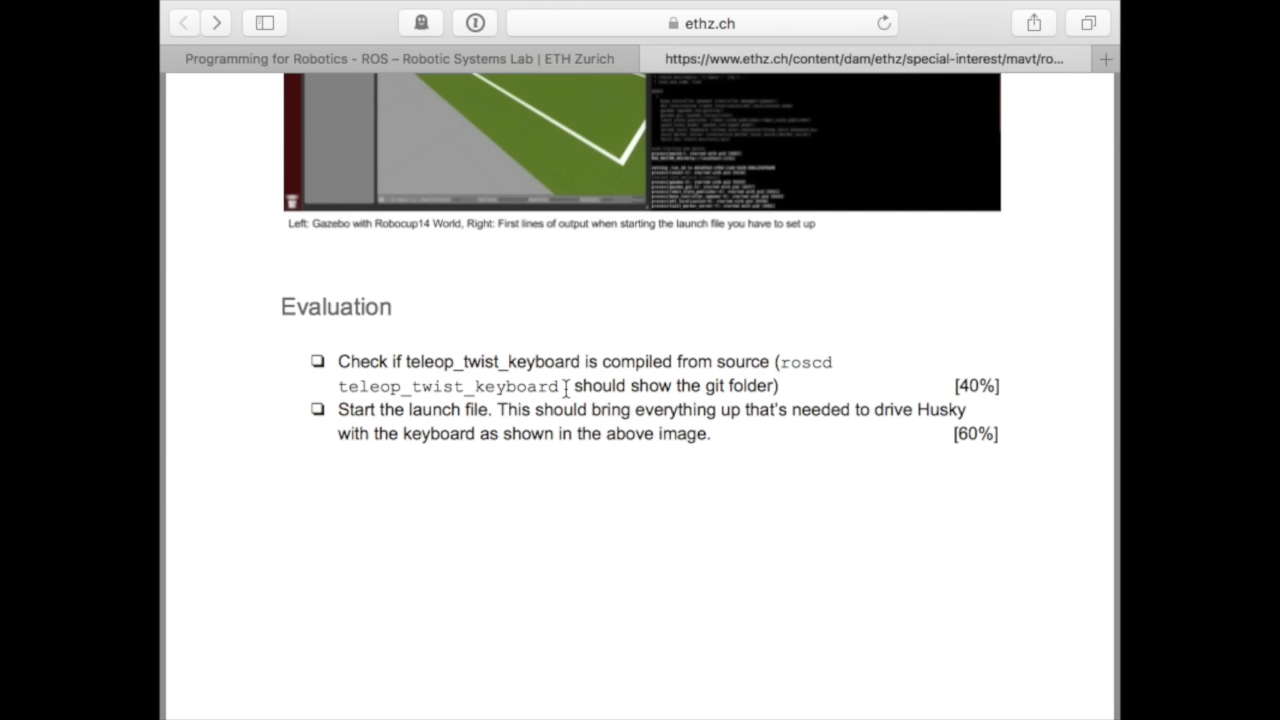 ethz.ch
Programming for Robotics - ROS – Robotic Systems Lab | ETH Zurich
https://www.ethz.ch/content/dam/ethz/special-interest/mavt/ro...
Left: Gazebo with Robocup14 World, Right: First lines of output when starting the launch file you have to set up
Evaluation
Check if teleop_twist_keyboard is compiled from source (roscd
teleop_twist_keyboard should show the git folder) [40%]
Start the launch file. This should bring everything up that's needed to drive Husky
with the keyboard as shown in the above image. [60%]